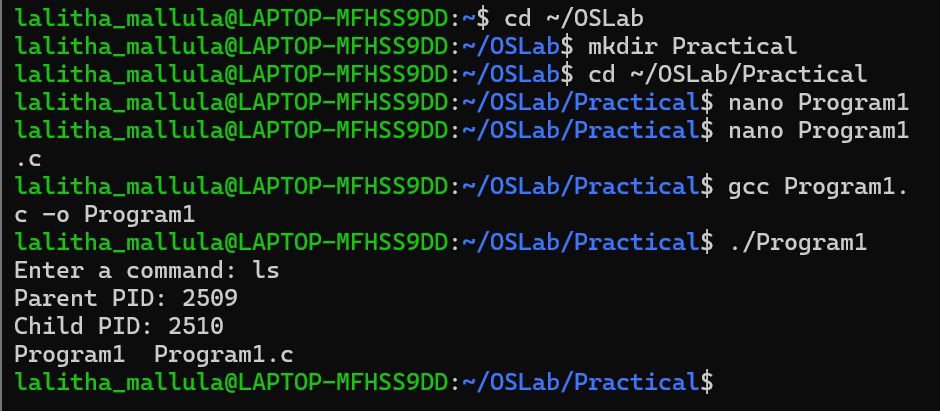 lalitha_mallula@LAPTOP-MFHSS9DD:~$ cd ~/OSLab
lalitha_mallula@LAPTOP-MFHSS9DD:~/OSLab$ mkdir Practical
lalitha_mallula@LAPTOP-MFHSS9DD:~/OSLab$ cd ~/OSLab/Practical
lalitha_mallula@LAPTOP-MFHSS9DD:~/OSLab/Practical$ nano Program1
lalitha_mallula@LAPTOP-MFHSS9DD:~/OSLab/Practical$ nano Program1
.c
lalitha_mallula@LAPTOP-MFHSS9DD:~/OSLab/Practical$ gcc Program1.
c -o Program1
lalitha_mallula@LAPTOP-MFHSS9DD:~/OSLab/Practical$ ./Program1
Enter a command: ls
Parent PID: 2509
Child PID: 2510
Program1  Program1.c
lalitha_mallula@LAPTOP-MFHSS9DD:~/OSLab/Practical$